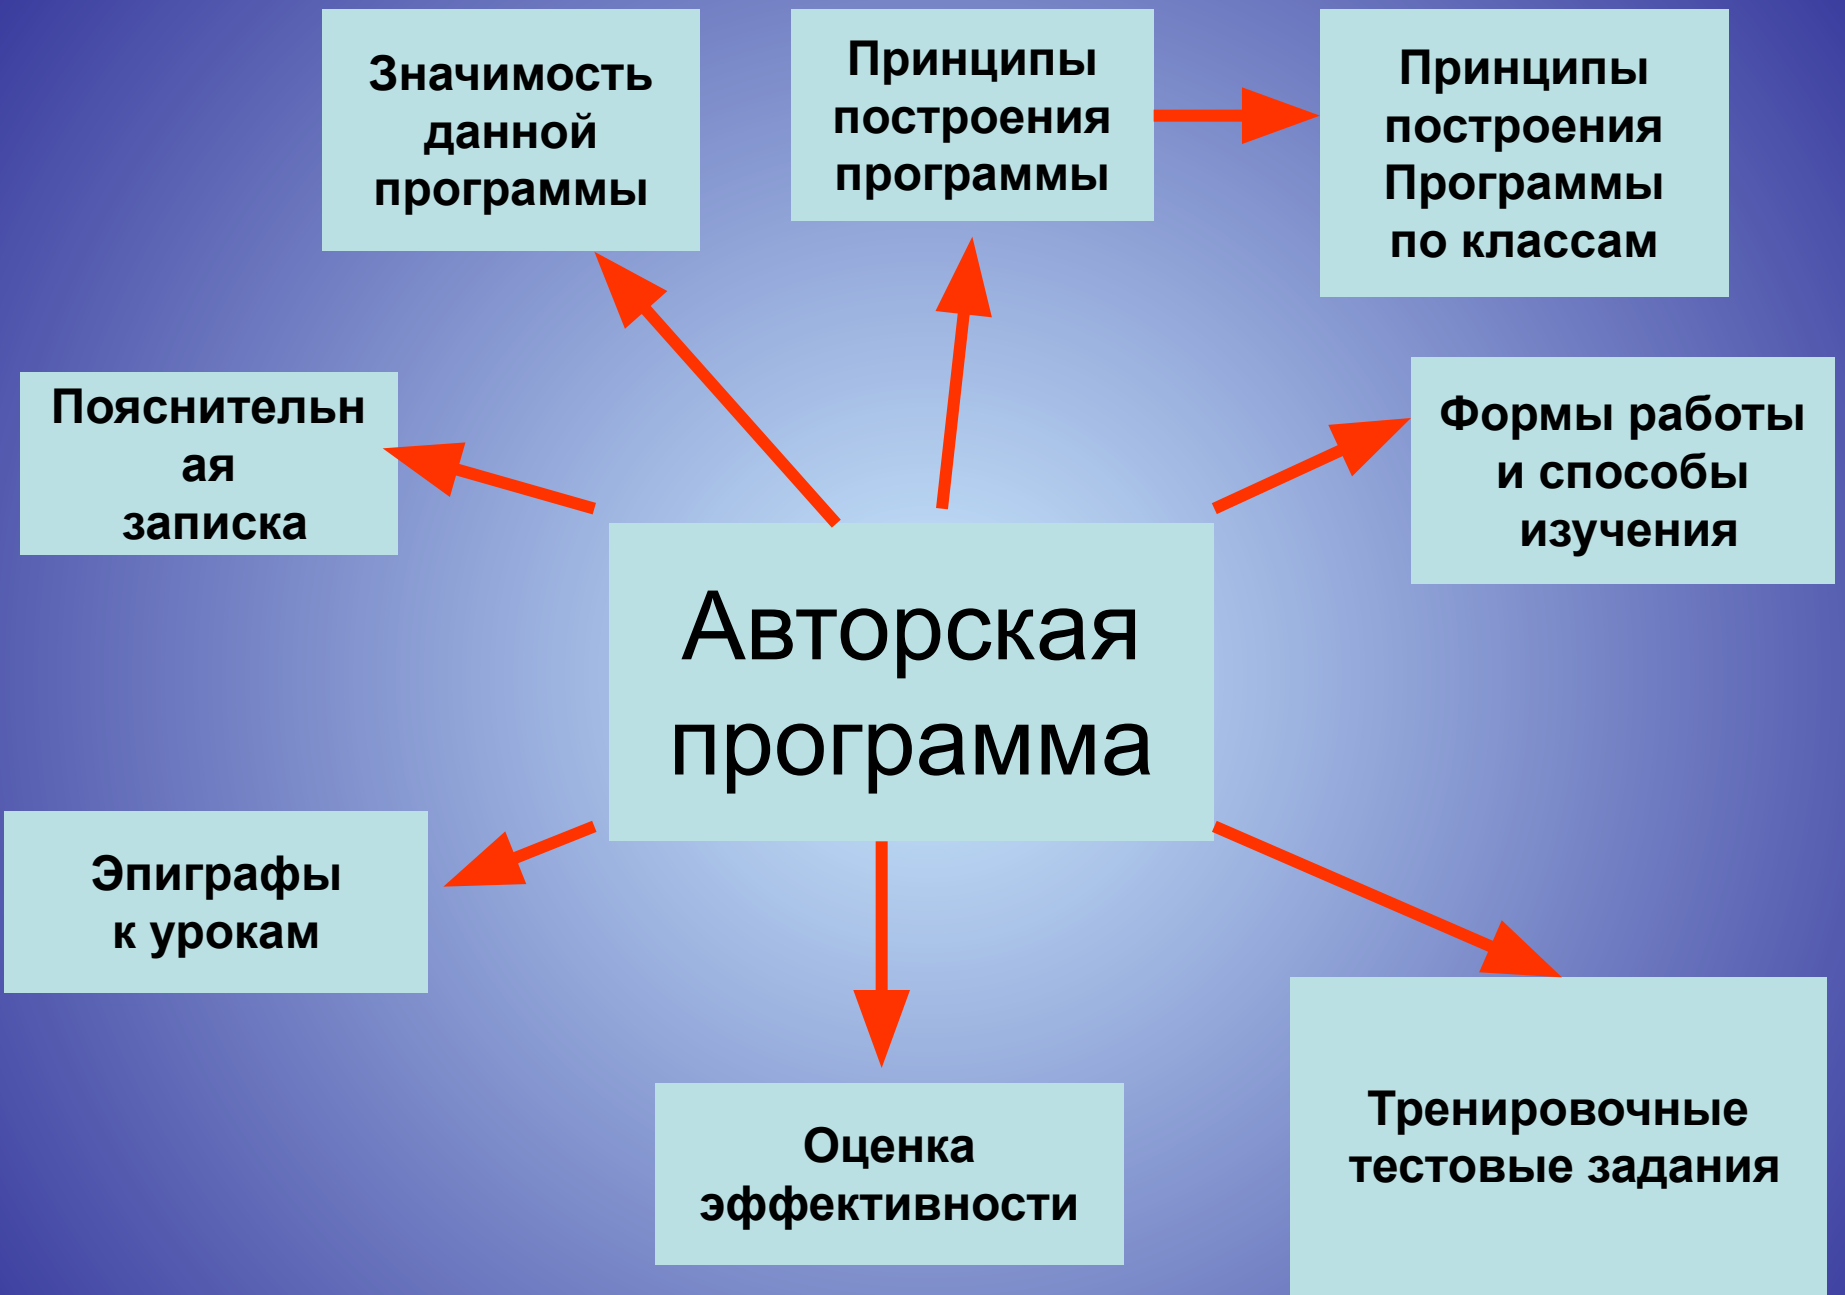 Значимость
данной
программы
Принципы
построения
программы
Принципы
построения
Программы
по классам
Пояснительн
ая
записка
Формы работы
и способы
изучения
Авторская
программа
Эпиграфы
к урокам
Оценка
эффективности
Тренировочные
тестовые задания